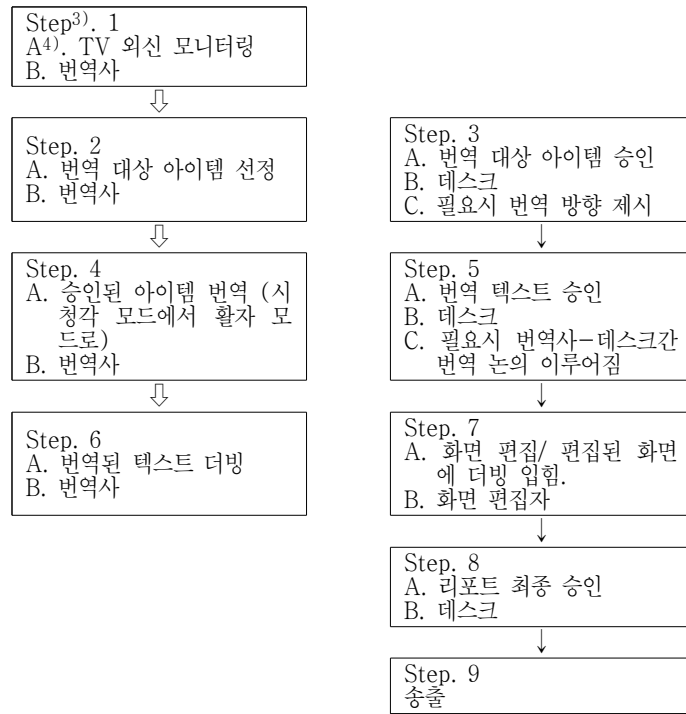 Step3). 1
A4). TV 외신 모니터링
B. 번역사
Step. 2
A. 번역 대상 아이템 선정
B. 번역사
Step. 4
A. 승인된 아이템 번역 (시
청각 모드에서 활자 모
드로)
B. 번역사
Step. 6
A. 번역된 텍스트 더빙
B. 번역사
Step. 3
A. 번역 대상 아이템 승인
B. 데스크
C. 필요시 번역 방향 제시
Step. 5
A. 번역 텍스트 승인
B. 데스크
C. 필요시 번역사-데스크간
번역 논의 이루어짐
Step. 7
A. 화면 편집/ 편집된 화면
에 더빙 입힘.
B. 화면 편집자
Step. 8
A. 리포트 최종 승인
B. 데스크
Step. 9
송출